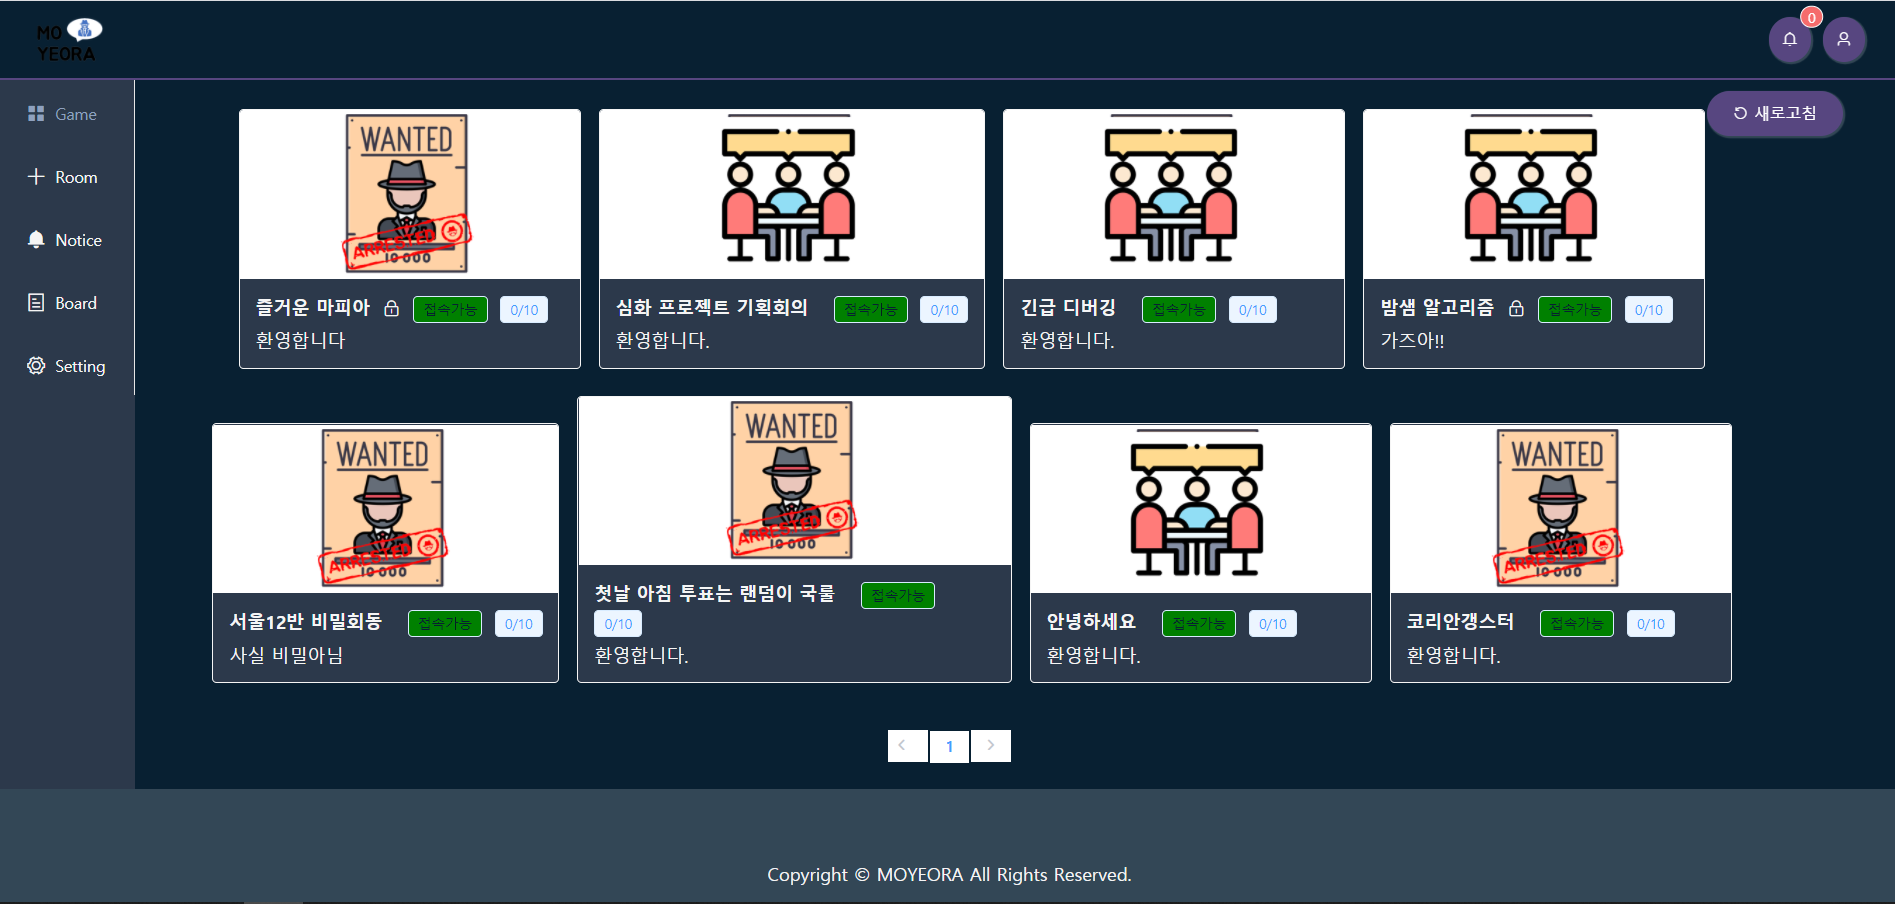 MO
YEORA
0
Game
Room
Notice
Board
Setting
새로고침
WANTED
ARRESTED
10 000
즐거운 마피아 접속가능 0/10
환영합니다
심화 프로젝트 기획회의 접속가능 0/10
환영합니다.
긴급 디버깅 접속가능 0/10
환영합니다.
밤샘 알고리즘 접속가능 0/10
가즈아!!
WANTED
ARRESTED
10 000
서울12반 비밀회동 접속가능 0/10
사실 비밀아님
WANTED
ARRESTED
10 000
첫날 아침 투표는 랜덤이 국룰 접속가능
0/10
환영합니다.
안녕하세요 접속가능 0/10
환영합니다.
WANTED
ARRESTED
10 000
코리안갱스터 접속가능 0/10
환영합니다.
1
Copyright © MOYEORA All Rights Reserved.